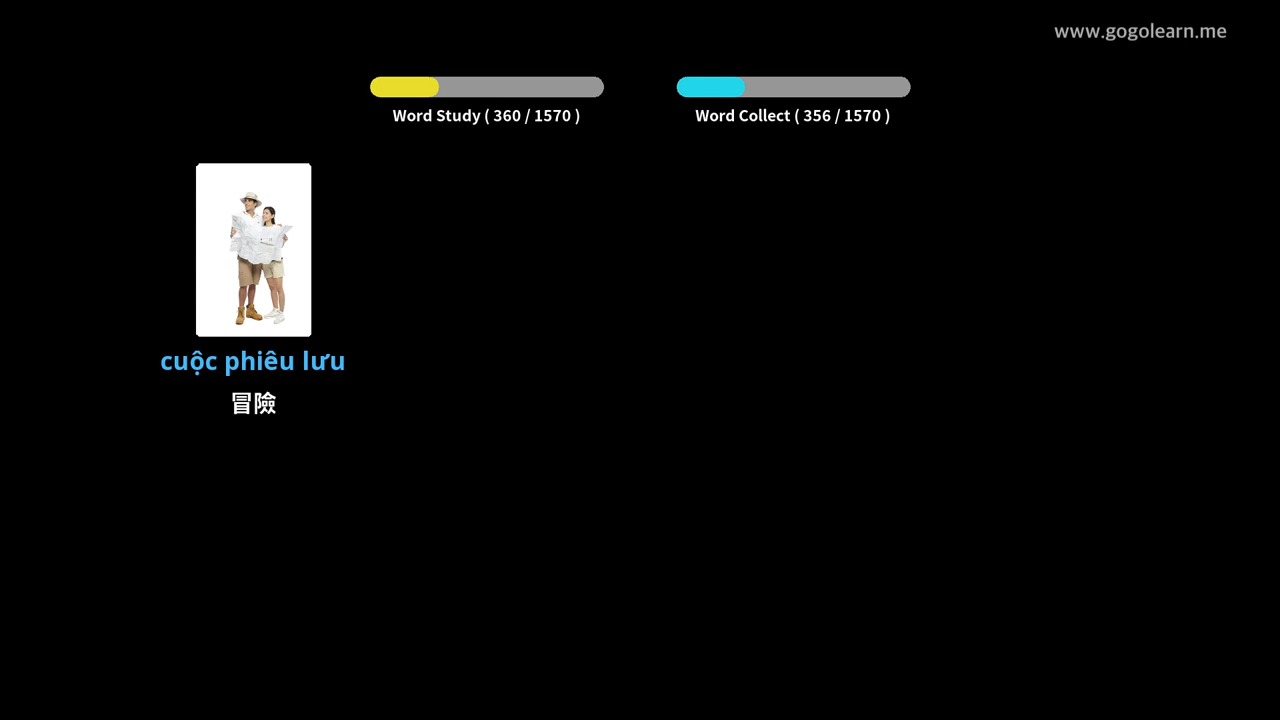 www.gogolearn.me
Word Study ( 360 / 1570 )
Word Collect ( 356 / 1570 )
cuộc phiêu lưu
冒險